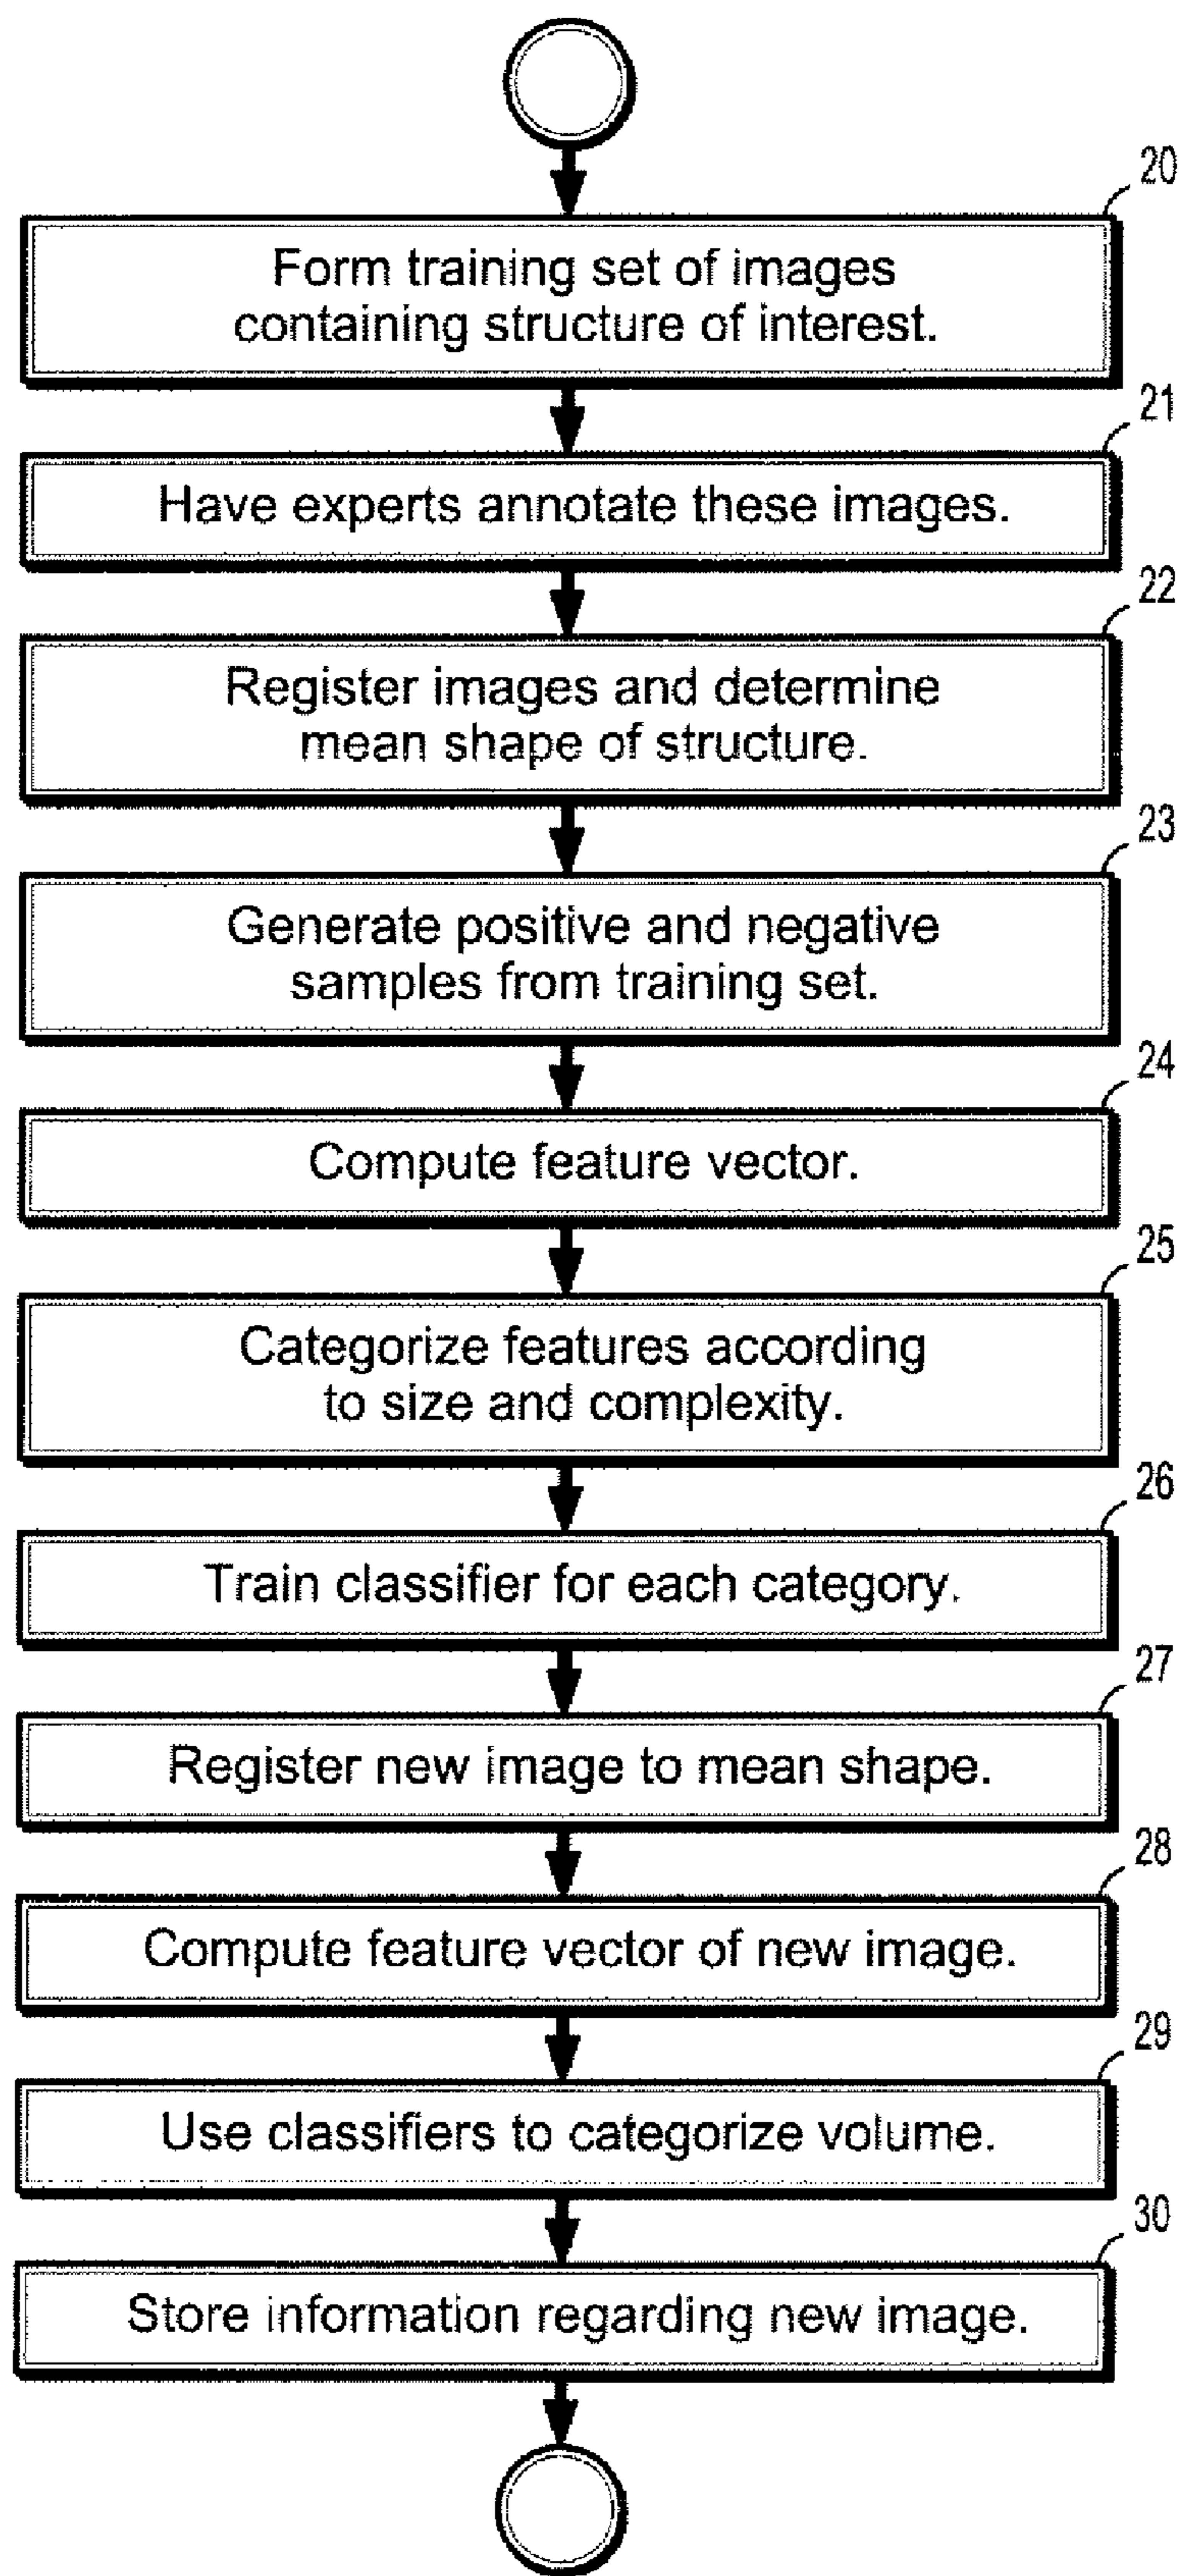 20
Form training set of images
containing structure of interest.
21
Have experts annotate these images.
22
Register images and determine
mean shape of structure.
23
Generate positive and negative
samples from training set.
24
Compute feature vector.
25
Categorize features according
to size and complexity.
26
Train classifier for each category.
27
Register new image to mean shape.
28
Compute feature vector of new image.
29
Use classifiers to categorize volume.
30
Store information regarding new image.